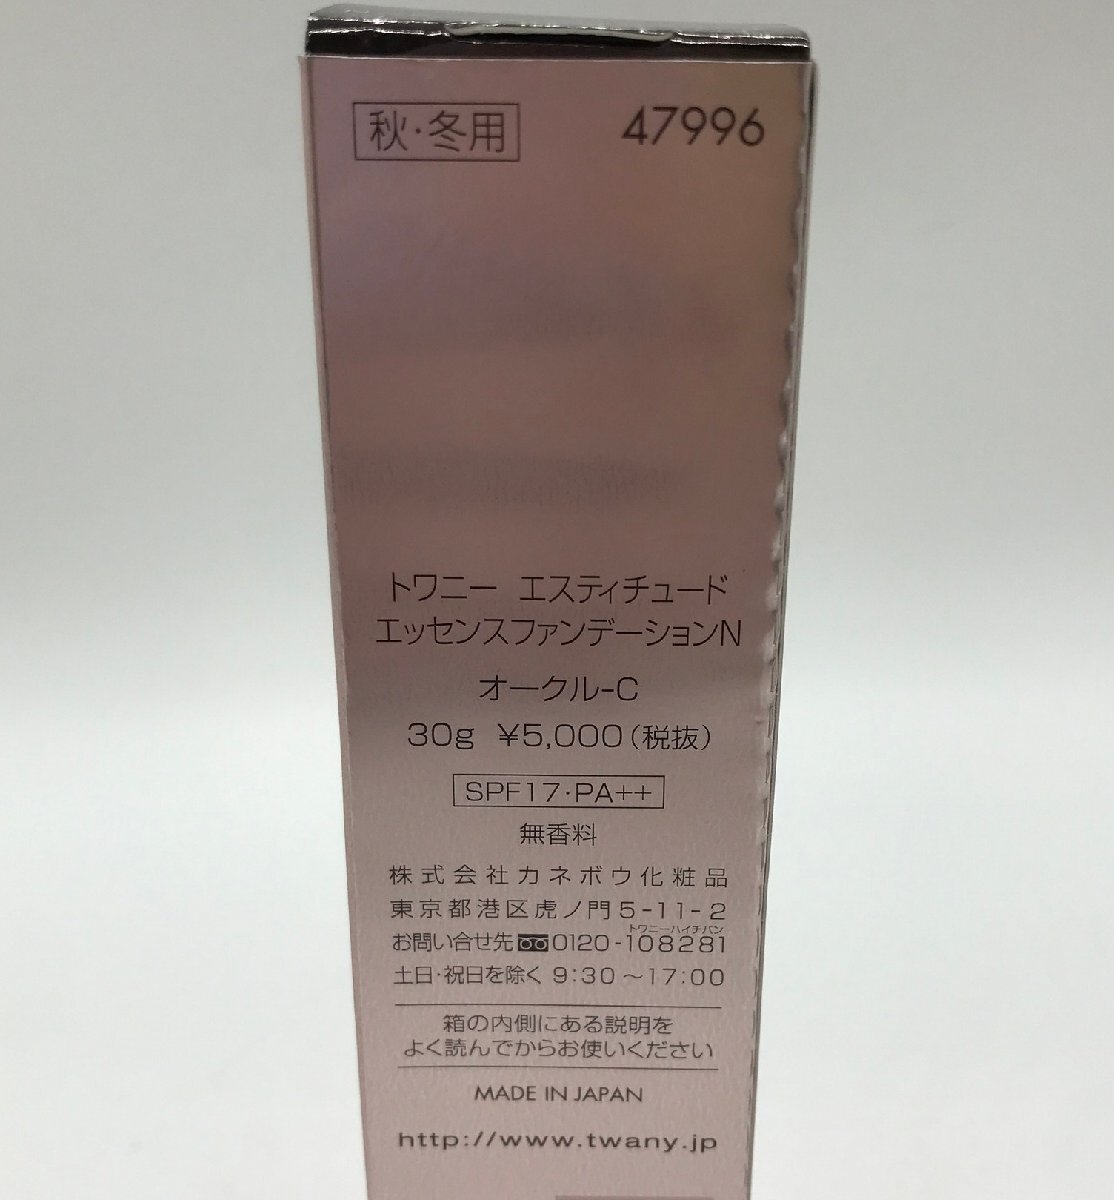 秋・冬用 47996
トワニー エスティチュード
エッセンスファンデーションN
オークル-C
30g ¥5,000(税抜)
SPF17・PA++
無香料
株式会社カネボウ化粧品
東京都港区虎ノ門5-11-2
トワニーハイチバン
お問い合せ先 0120-108281
土日・祝日を除く 9:30～17:00
箱の内側にある説明を
よく読んでからお使いください
MADE IN JAPAN
http://www.twany.jp